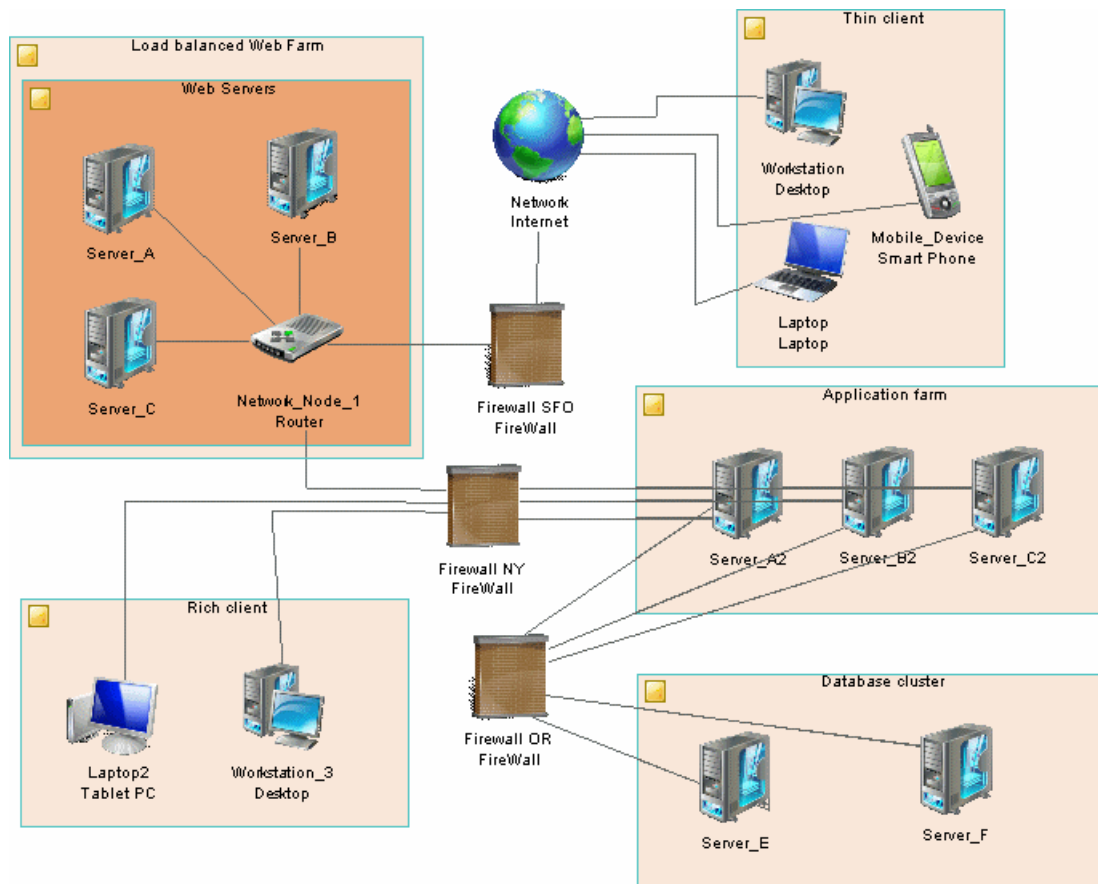 Load balanced Web Farm
Web Servers
Server_A
Server_B
Server_C
Network_Node_1
Router
Network
Internet
Firewall SFO
FireWall
Thin client
Workstation
Desktop
Mobile_Device
Smart Phone
Laptop
Laptop
Application farm
Server_A2
Server_B2
Server_C2
Firewall NY
FireWall
Rich client
Laptop2
Tablet PC
Workstation_3
Desktop
Firewall OR
FireWall
Database cluster
Server_E
Server_F